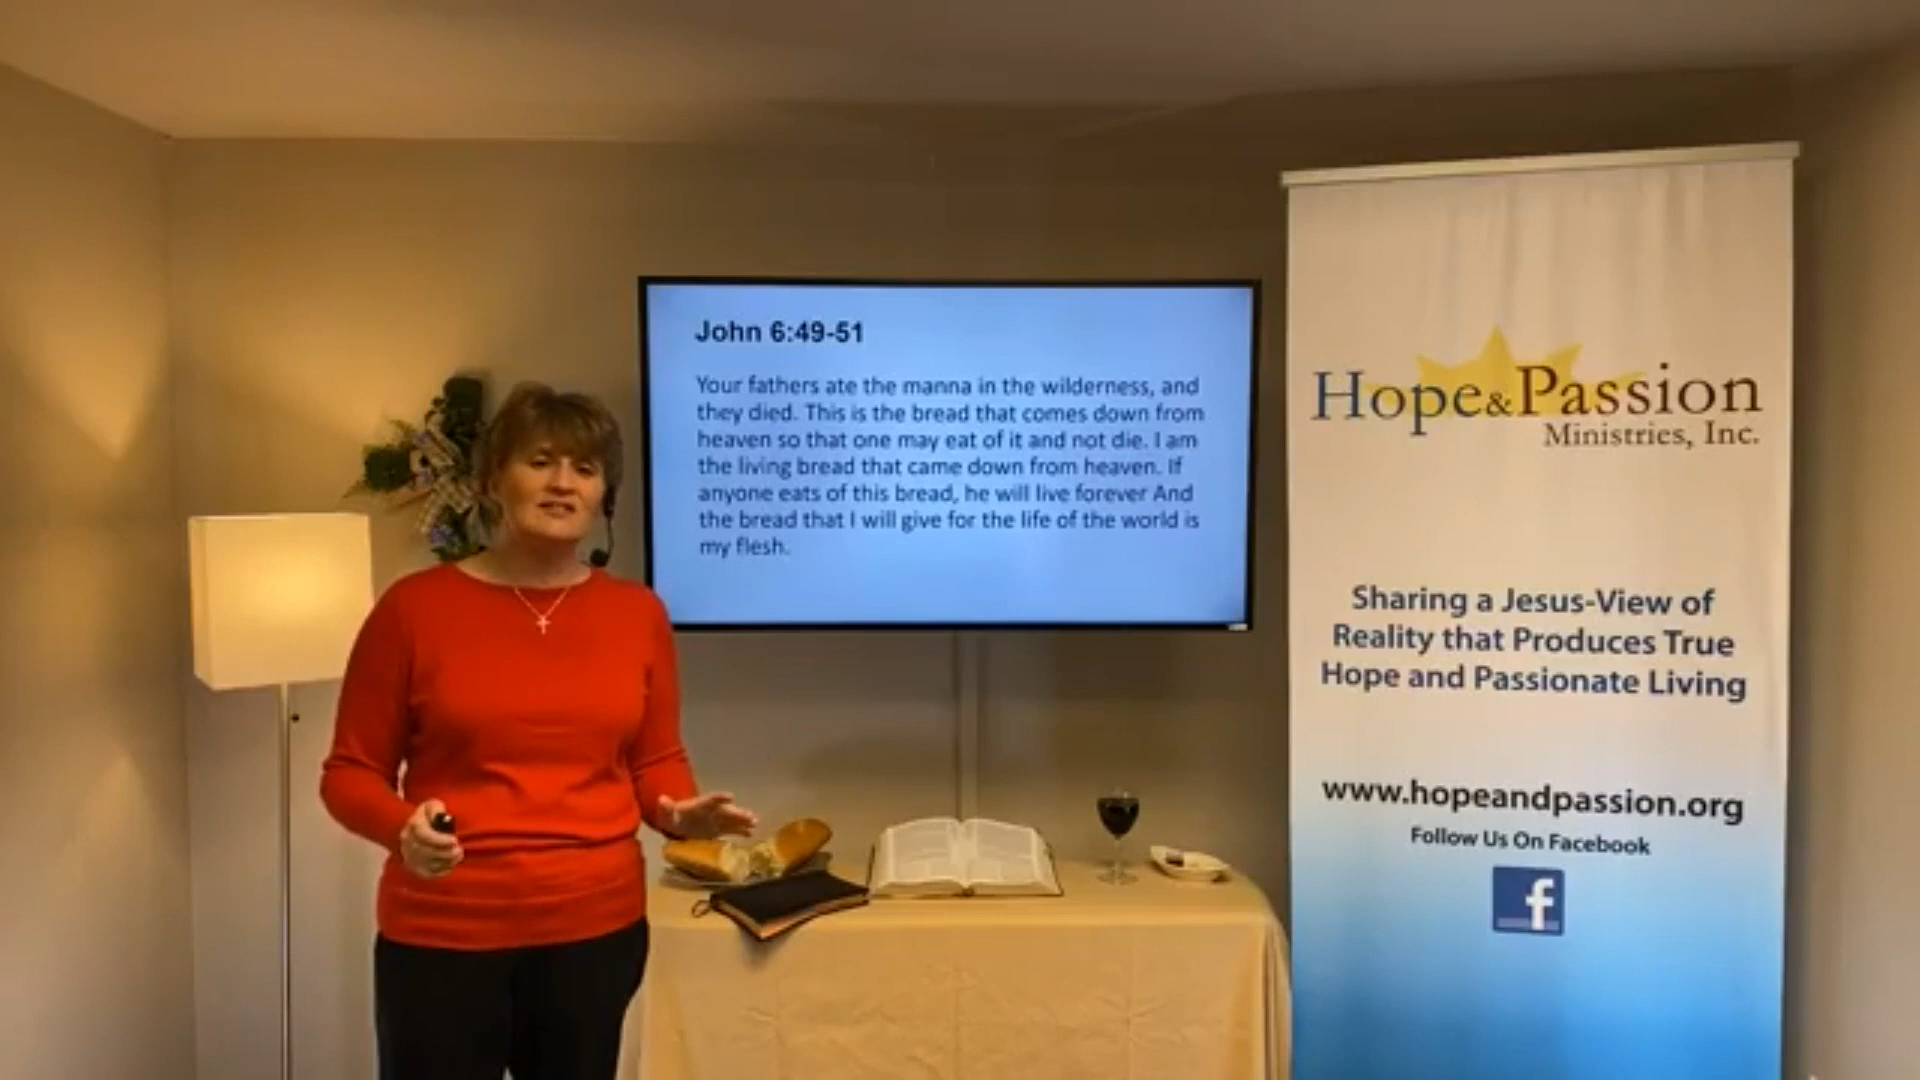 John 6:49-51
Your fathers ate the manna in the wilderness, and
they died. This is the bread that comes down from
heaven so that one may eat of it and not die. I am
the living bread that came down from heaven. If
anyone eats of this bread, he will live forever And
the bread that I will give for the life of the world is
my flesh.
Hope&Passion
Ministries, Inc.
Sharing a Jesus-View of
Reality that Produces True
Hope and Passionate Living
www.hopeandpassion.org
Follow Us On Facebook
f